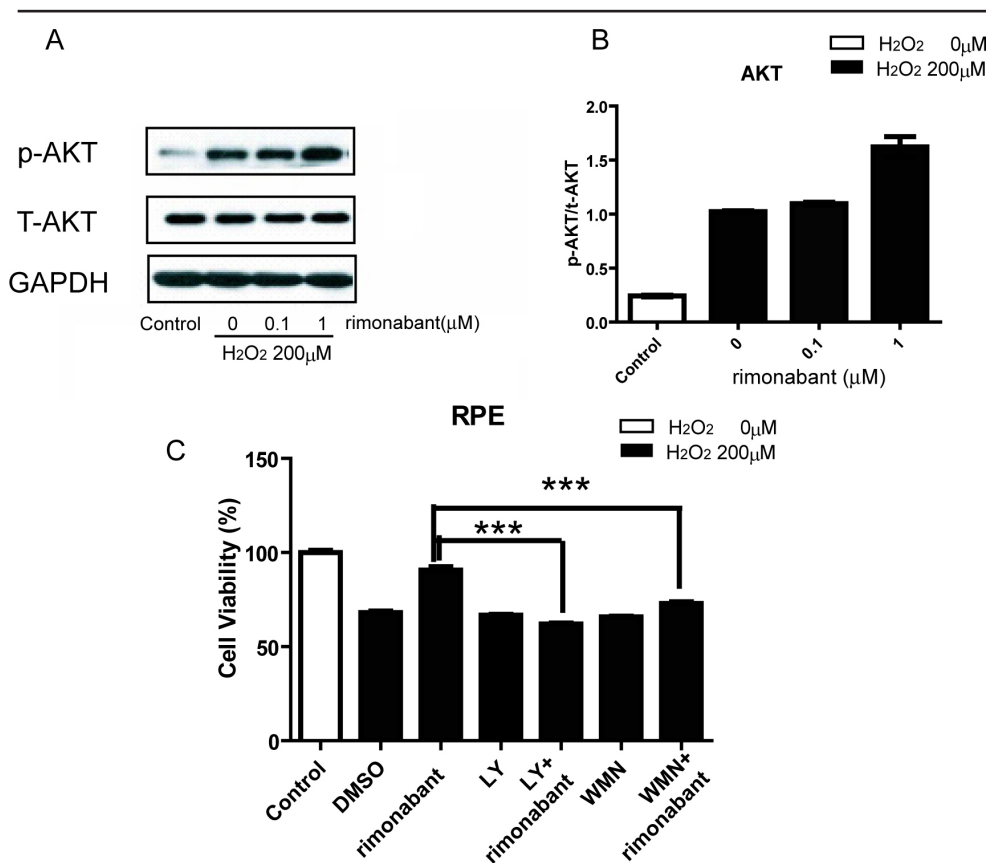 A
p-AKT
T-AKT
GAPDH
Control 0 0.1 1 rimonabant(μM)
H2O2 200μM
B
H2O2 0μM
H2O2 200μM
AKT
p-AKT/t-AKT
2.0
1.5
1.0
0.5
0.0
Control 0 0.1 1
rimonabant (μM)
C
RPE
H2O2 0μM
H2O2 200μM
Cell Viability (%)
150
100
50
0
***
***
Control
DMSO
rimonabant
LY
LY+
rimonabant
WMN
WMN+
rimonabant